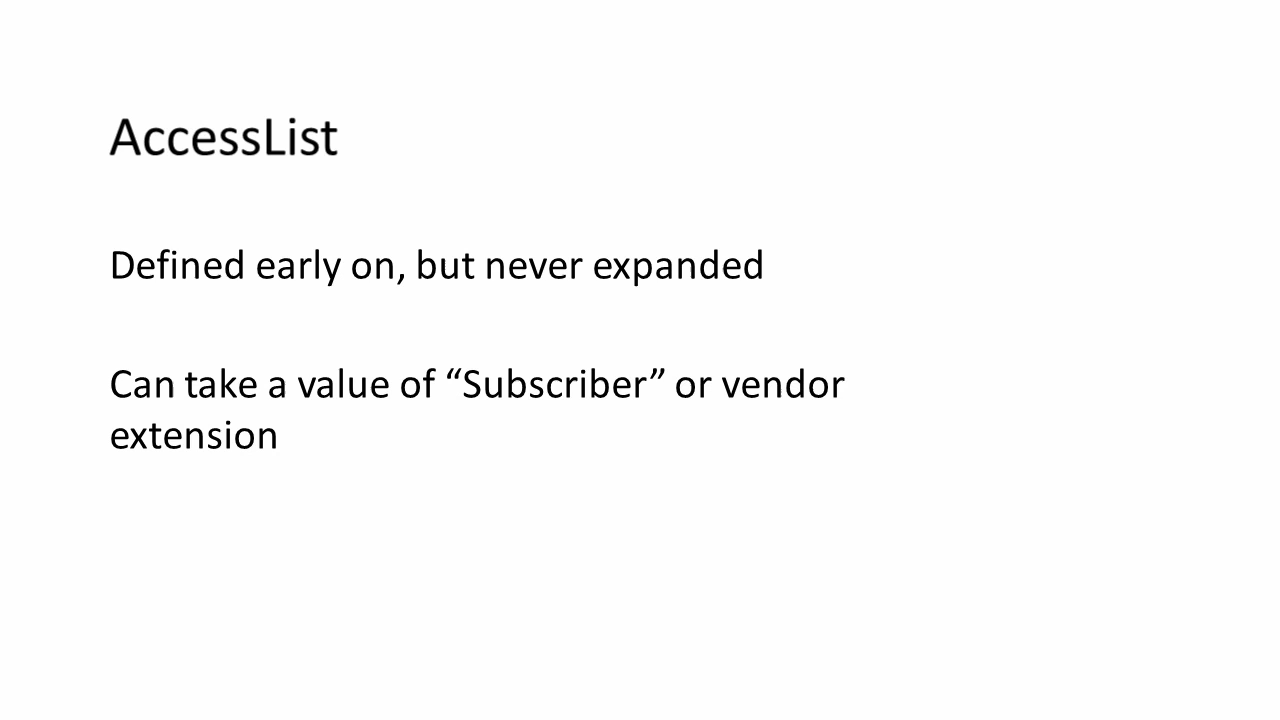 AccessList
Defined early on, but never expanded
Can take a value of “Subscriber” or vendor
extension